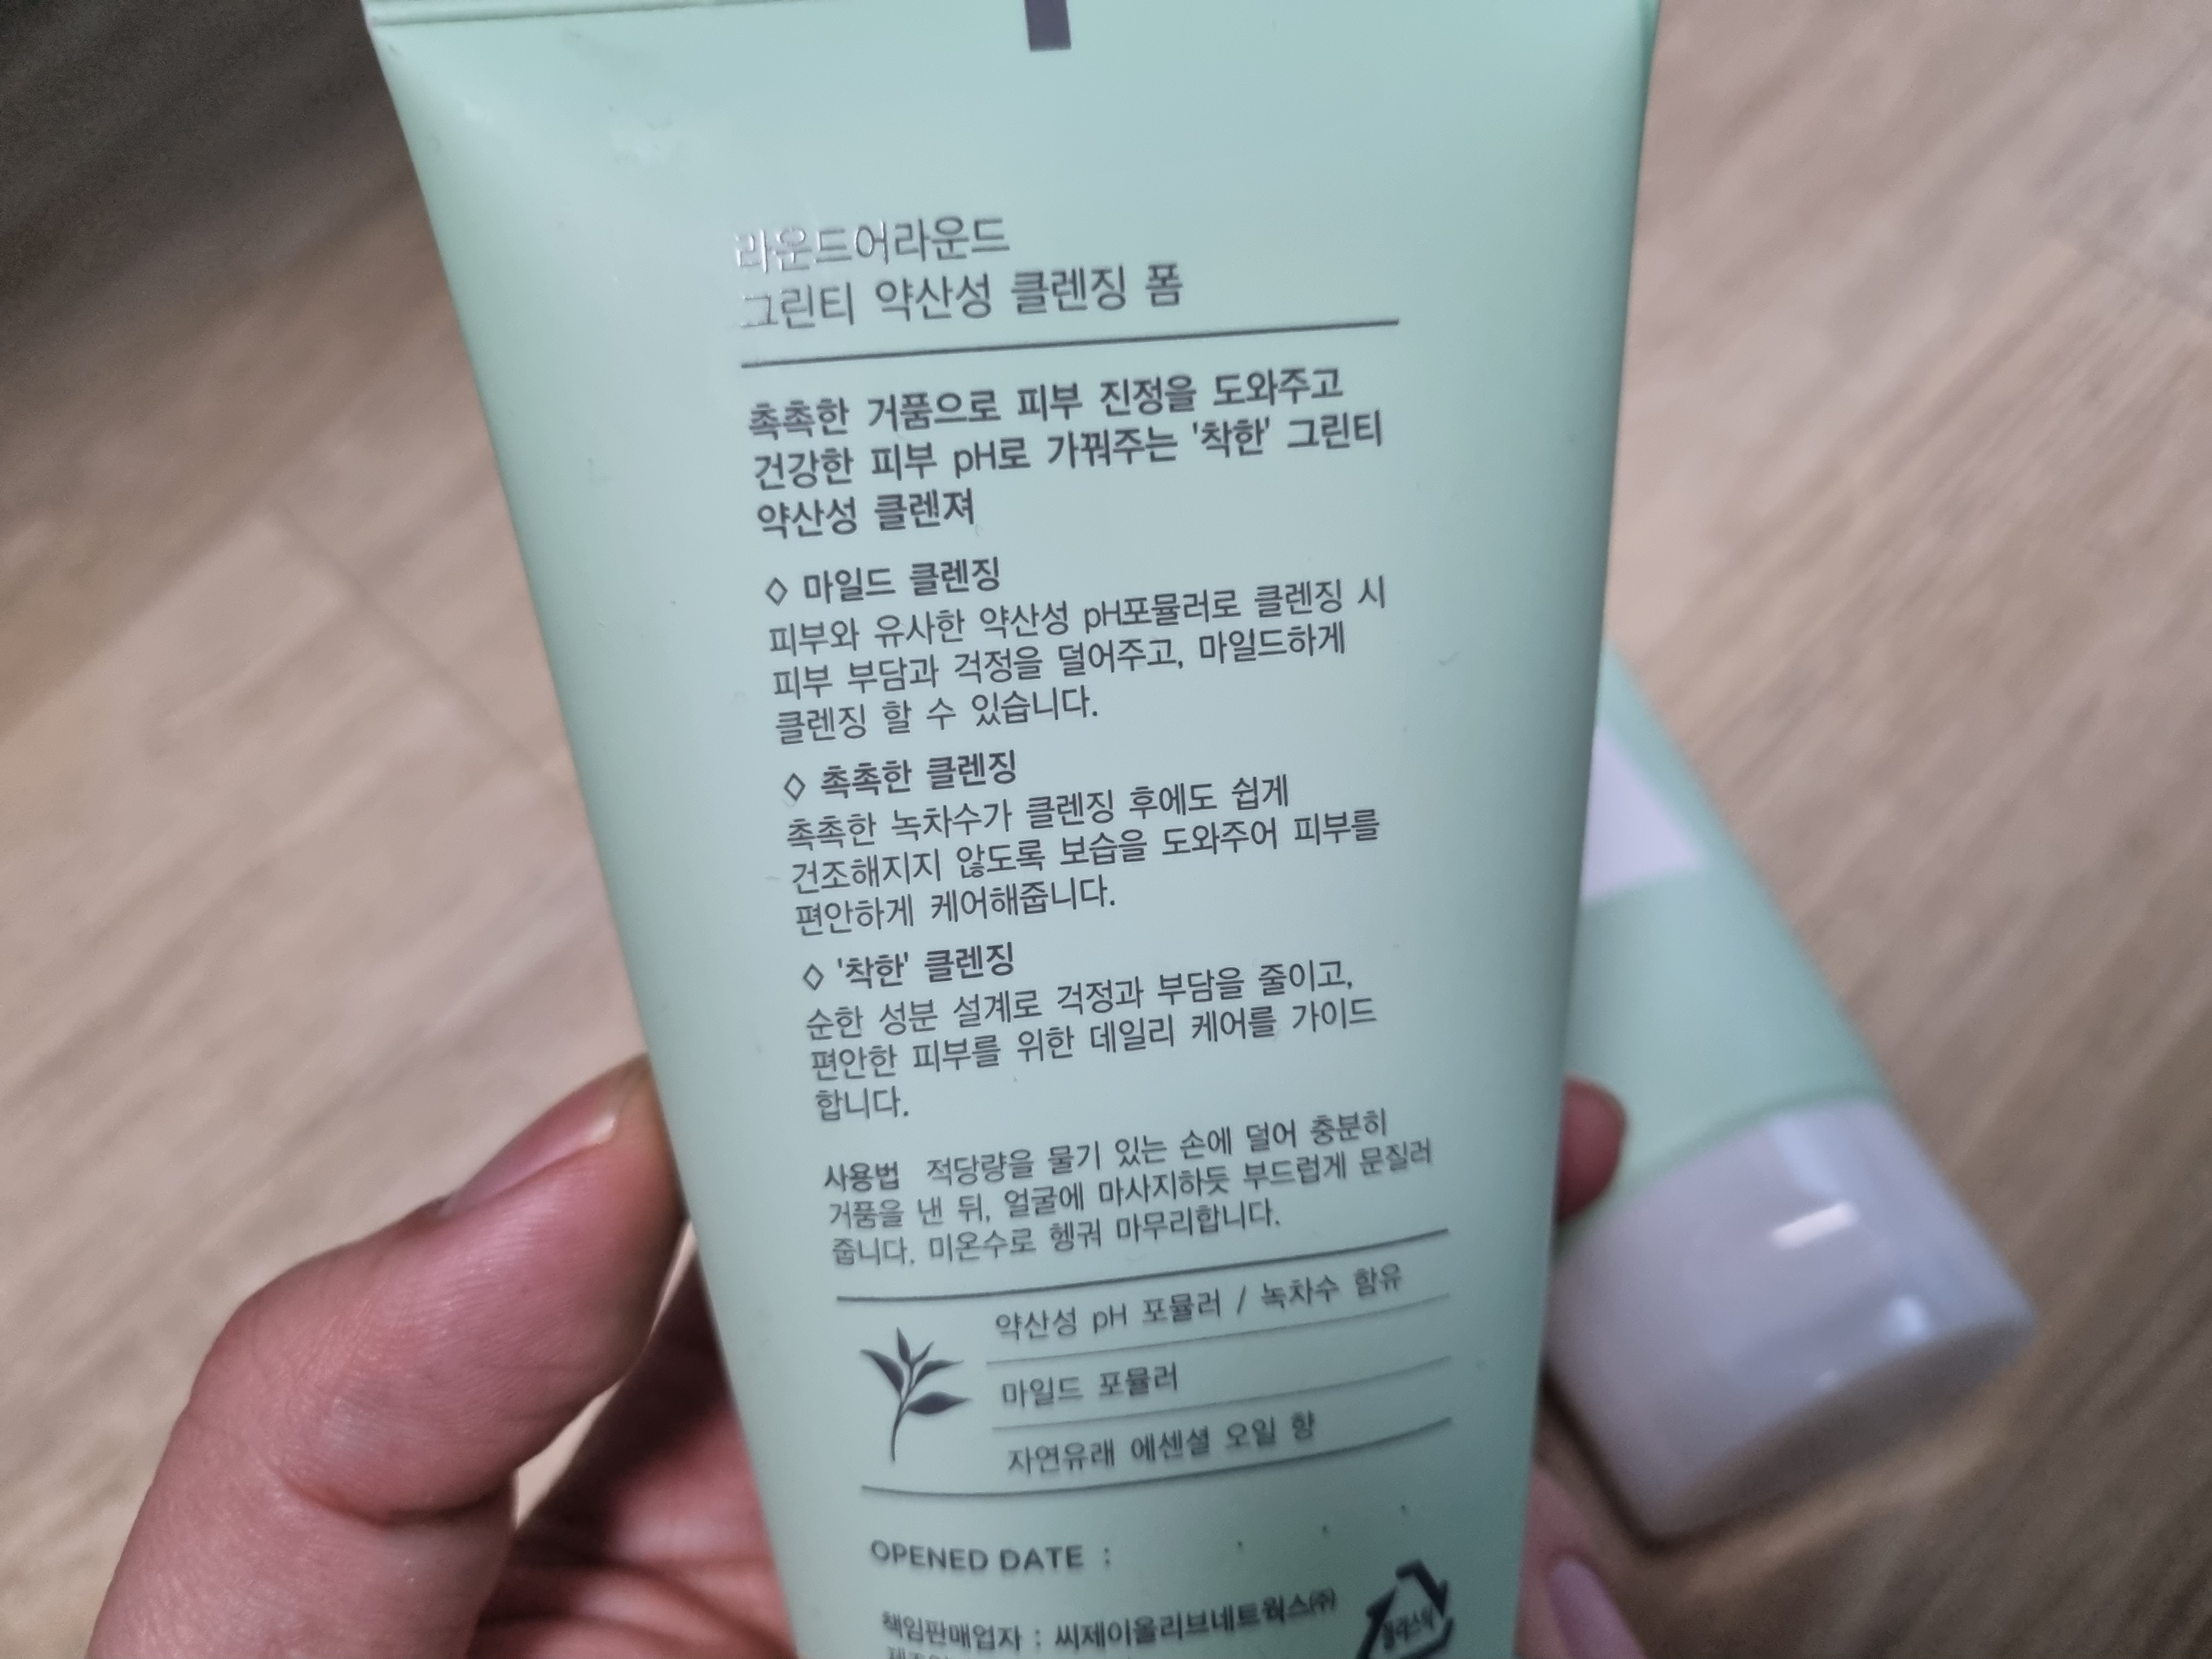 라운드어라운드
그린티 약산성 클렌징 폼
촉촉한 거품으로 피부 진정을 도와주고
건강한 피부 pH로 가꿔주는 '착한' 그린티
약산성 클렌져
◇ 마일드 클렌징
피부와 유사한 약산성 pH포뮬러로 클렌징 시
피부 부담과 걱정을 덜어주고, 마일드하게
클렌징 할 수 있습니다.
◇ 촉촉한 클렌징
촉촉한 녹차수가 클렌징 후에도 쉽게
건조해지지 않도록 보습을 도와주어 피부를
편안하게 케어해줍니다.
◇ '착한' 클렌징
순한 성분 설계로 걱정과 부담을 줄이고,
편안한 피부를 위한 데일리 케어를 가이드
합니다.
사용법 적당량을 물기 있는 손에 덜어 충분히
거품을 낸 뒤, 얼굴에 마사지하듯 부드럽게 문질러
줍니다. 미온수로 헹궈 마무리합니다.
약산성 pH 포뮬러 / 녹차수 함유
마일드 포뮬러
자연유래 에센셜 오일 향
OPENED DATE : . . .
책임판매업자 : 씨제이올리브네트웍스㈜
플라스틱